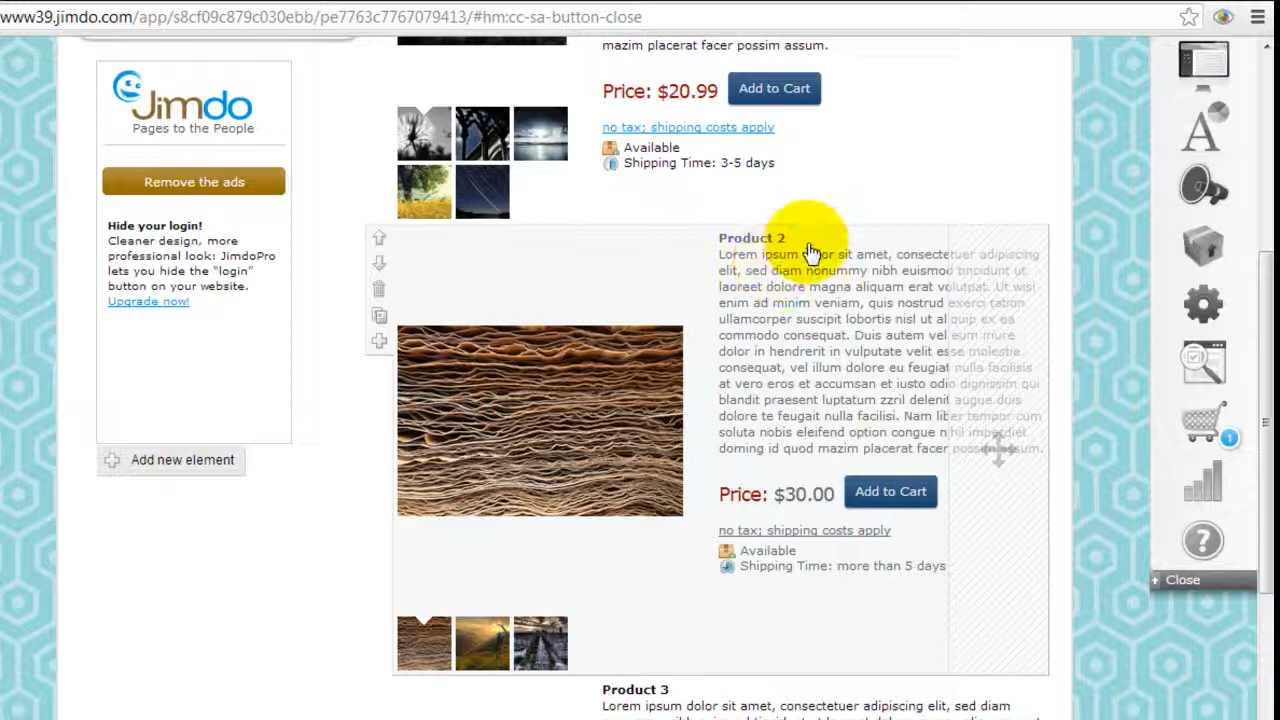 www39.jimdo.com/app/s8cf09c879c030ebb/pe7763c7767079413/#hm:cc-sa-button-close
mazim placerat facer possim assum.
Price: $20.99 Add to Cart
no tax; shipping costs apply
Available
Shipping Time: 3-5 days
Jimdo
Pages to the People
Remove the ads
Hide your login!
Cleaner design, more
professional look: JimdoPro
lets you hide the "login"
button on your website.
Upgrade now!
Add new element
Product 2
Lorem ipsum dolor sit amet, consectetuer adipiscing
elit, sed diam nonummy nibh euismod tincidunt ut
laoreet dolore magna aliquam erat volutpat. Ut wisi
enim ad minim veniam, quis nostrud exerci tation
ullamcorper suscipit lobortis nisl ut aliquip ex ea
commodo consequat. Duis autem vel eum iriure
dolor in hendrerit in vulputate velit esse molestie
consequat, vel illum dolore eu feugiat nulla facilisis
at vero eros et accumsan et iusto odio dignissim qui
blandit praesent luptatum zzril delenit augue duis
dolore te feugait nulla facilisi. Nam liber tempor cum
soluta nobis eleifend option congue nihil imperdiet
doming id quod mazim placerat facer possim assum.
Price: $30.00 Add to Cart
no tax; shipping costs apply
Available
Shipping Time: more than 5 days
Product 3
Lorem ipsum dolor sit amet, consectetuer adipiscing elit, sed diam
A
1
?
Close